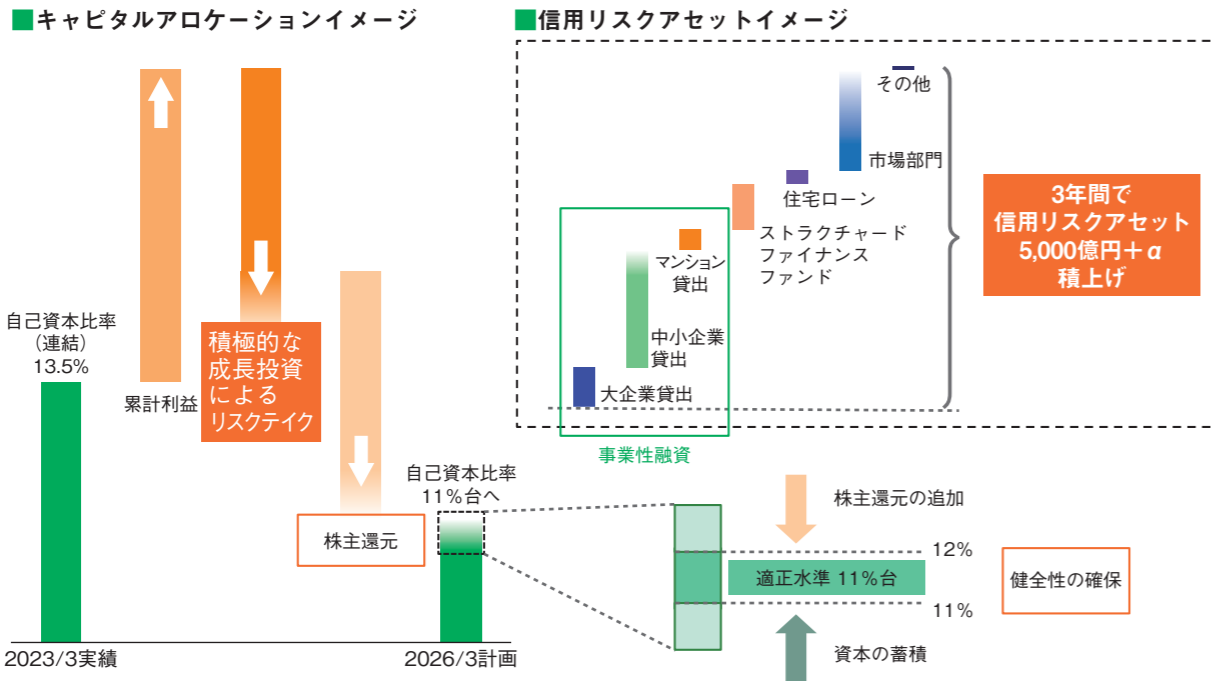 ■キャピタルアロケーションイメージ
自己資本比率
(連結)
13.5%
累計利益
積極的な
成長投資
による
リスクテイク
株主還元
自己資本比率
11%台へ
2023/3実績
2026/3計画
■信用リスクアセットイメージ
その他
市場部門
住宅ローン
ストラクチャード
ファイナンス
ファンド
マンション
貸出
中小企業
貸出
大企業貸出
事業性融資
3年間で
信用リスクアセット
5,000億円+α
積上げ
株主還元の追加
12%
適正水準 11%台
11%
資本の蓄積
健全性の確保